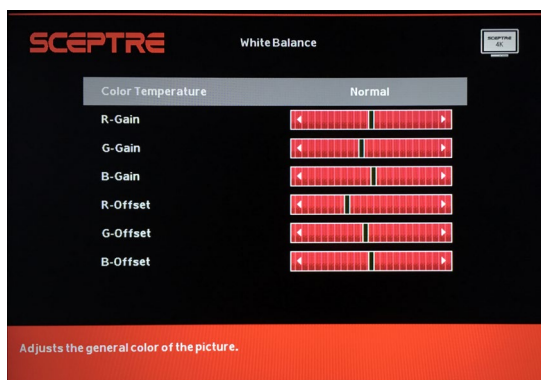 SCEPTRE
White Balance
SCEPTRE
4K
Color Temperature Normal
R-Gain
G-Gain
B-Gain
R-Offset
G-Offset
B-Offset
Adjusts the general color of the picture.